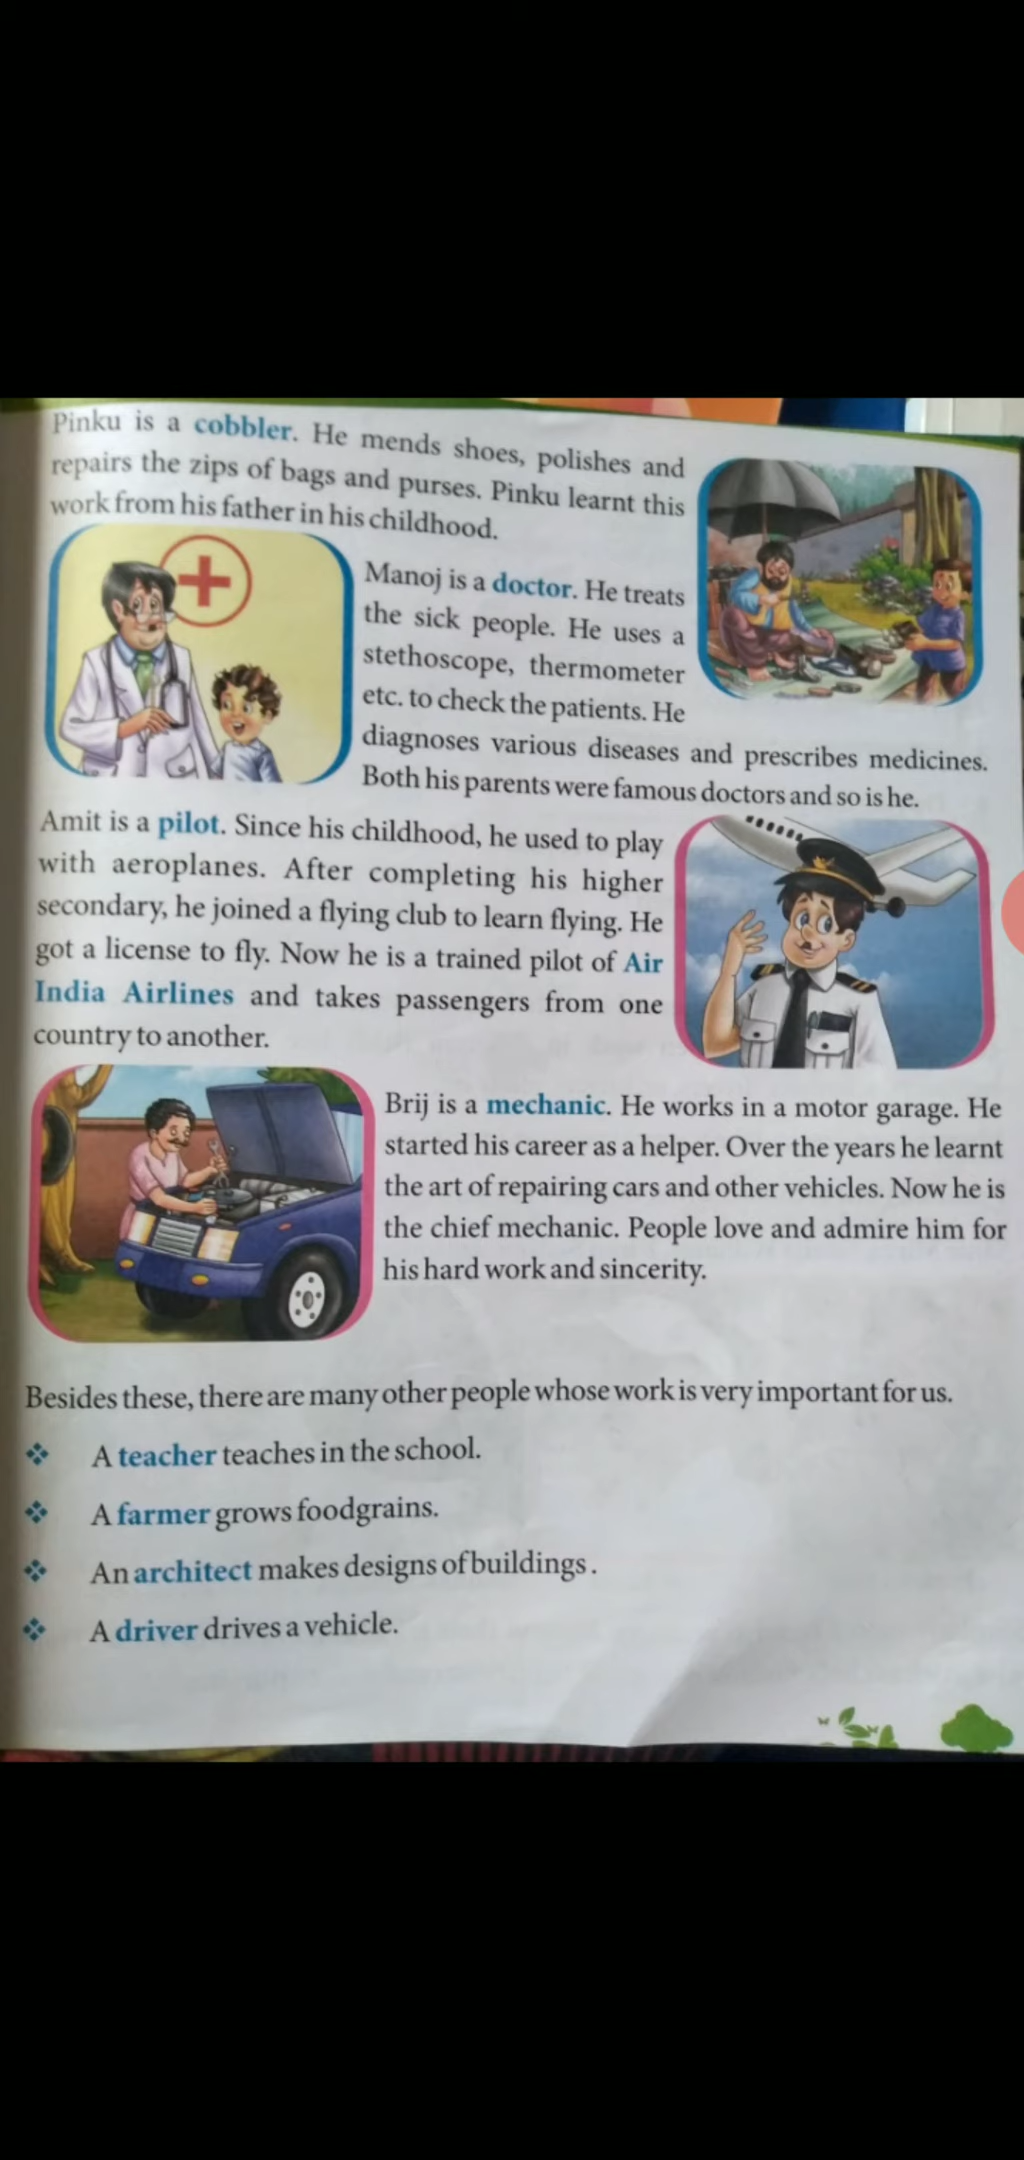 Pinku is a cobbler. He mends shoes, polishes and
repairs the zips of bags and purses. Pinku learnt this
work from his father in his childhood.
Manoj is a doctor. He treats
the sick people. He uses a
stethoscope, thermometer
etc. to check the patients. He
diagnoses various diseases and prescribes medicines.
Both his parents were famous doctors and so is he.
Amit is a pilot. Since his childhood, he used to play
with aeroplanes. After completing his higher
secondary, he joined a flying club to learn flying. He
got a license to fly. Now he is a trained pilot of Air
India Airlines and takes passengers from one
country to another.
Brij is a mechanic. He works in a motor garage. He
started his career as a helper. Over the years he learnt
the art of repairing cars and other vehicles. Now he is
the chief mechanic. People love and admire him for
his hard work and sincerity.
Besides these, there are many other people whose work is very important for us.
❖ A teacher teaches in the school.
❖ A farmer grows foodgrains.
❖ An architect makes designs of buildings.
❖ A driver drives a vehicle.